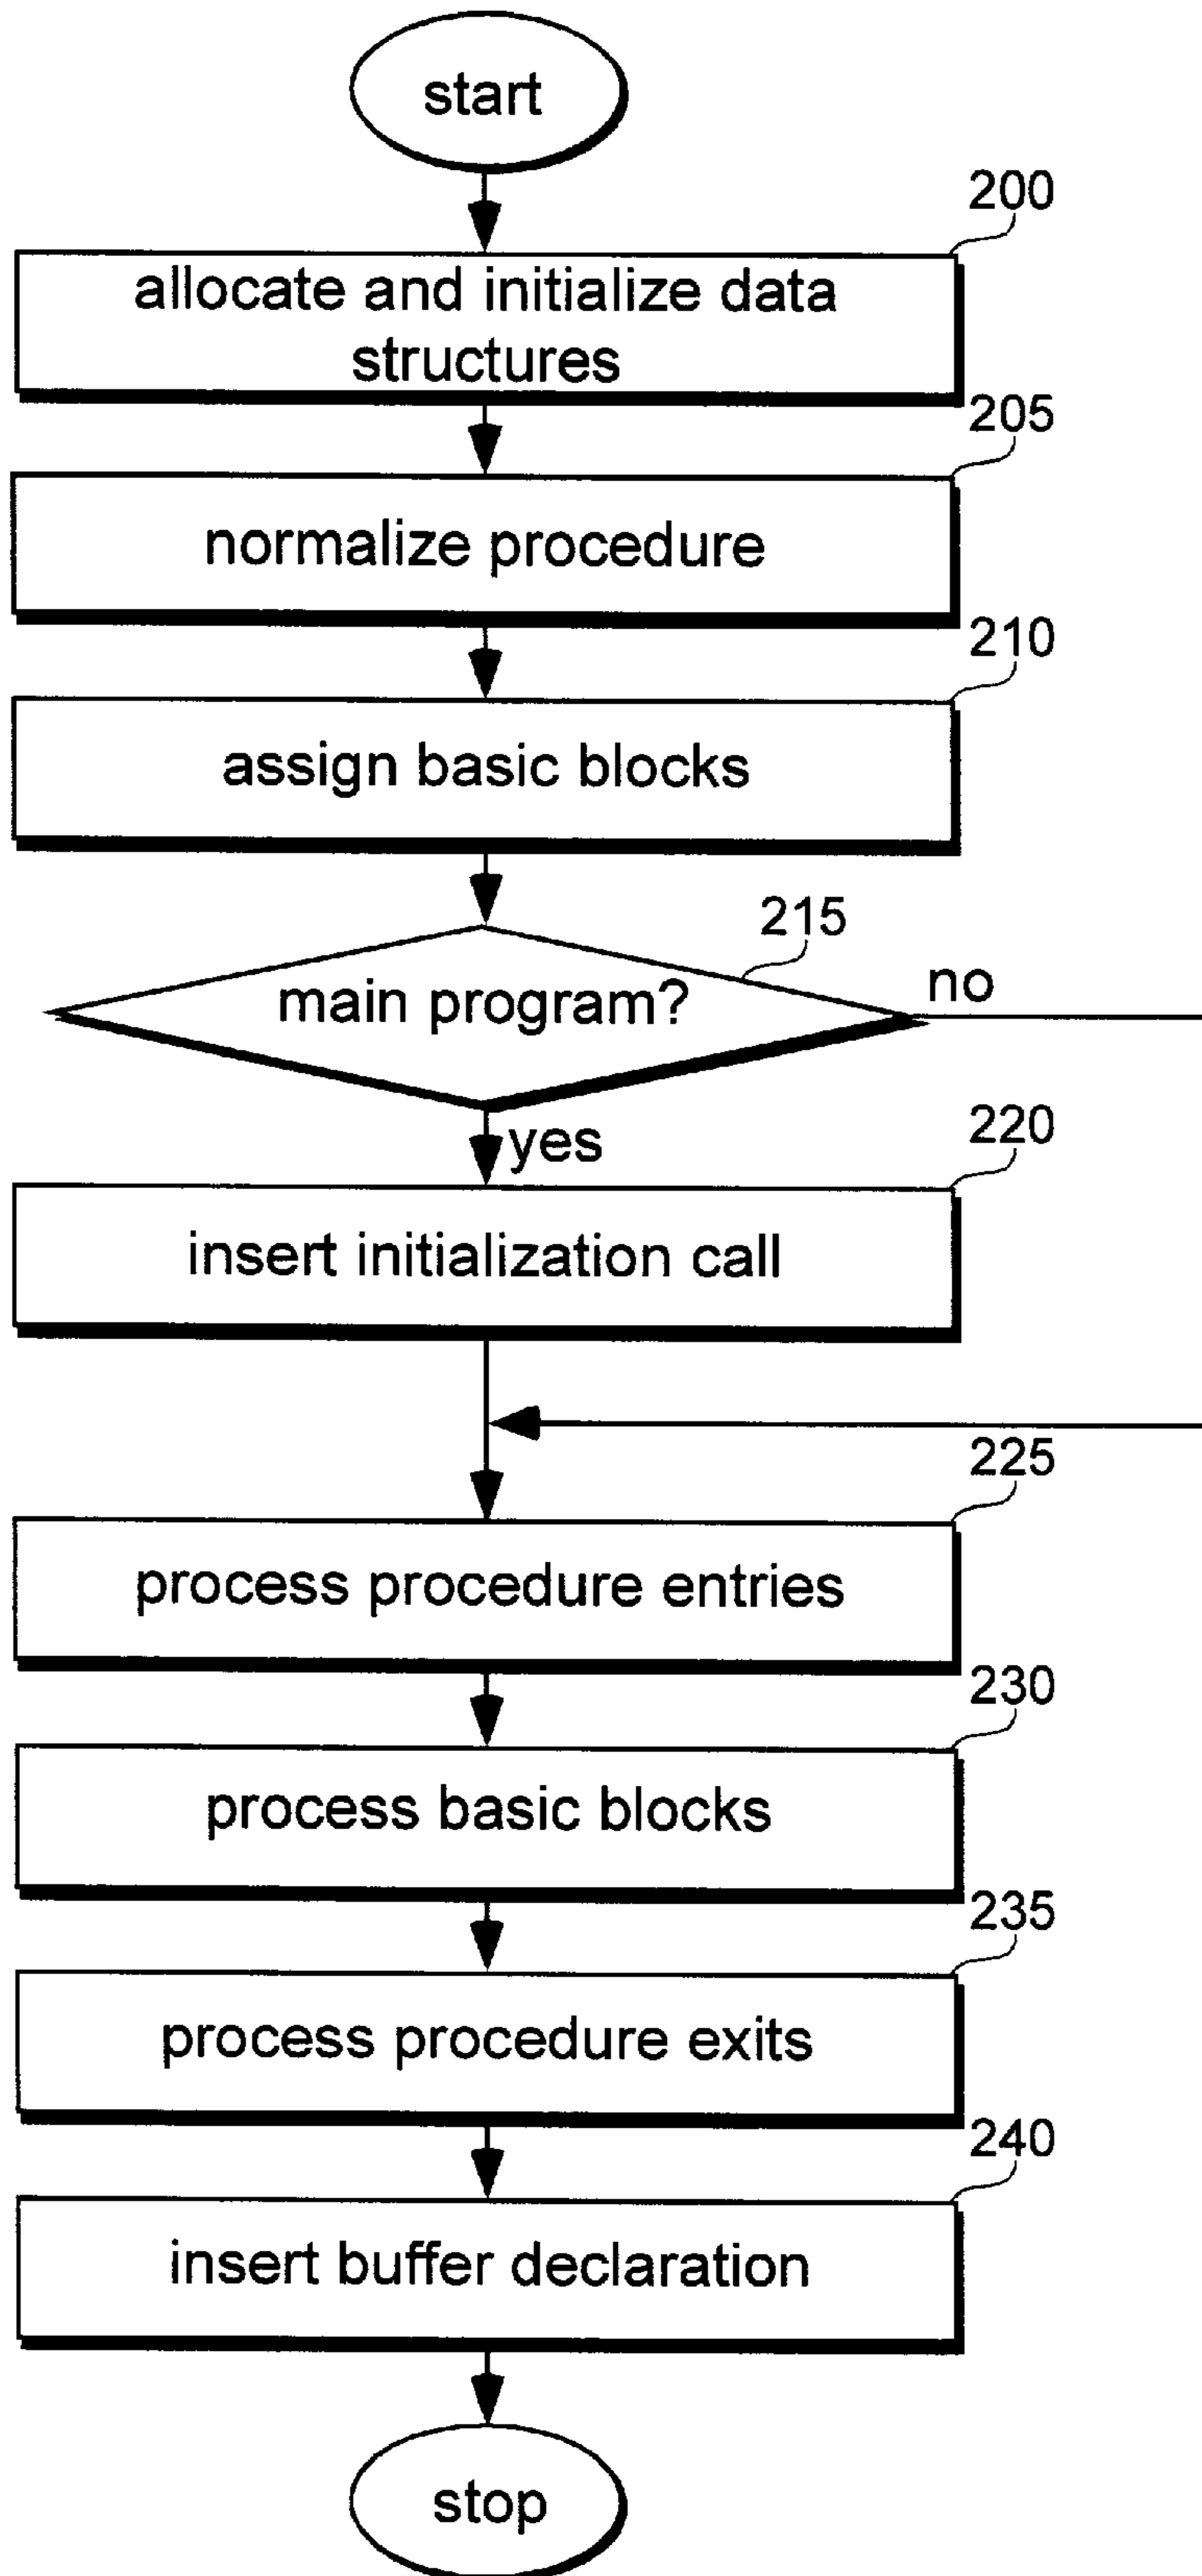 start
200
allocate and initialize data
structures
205
normalize procedure
210
assign basic blocks
215
main program?
no
yes
220
insert initialization call
225
process procedure entries
230
process basic blocks
235
process procedure exits
240
insert buffer declaration
stop